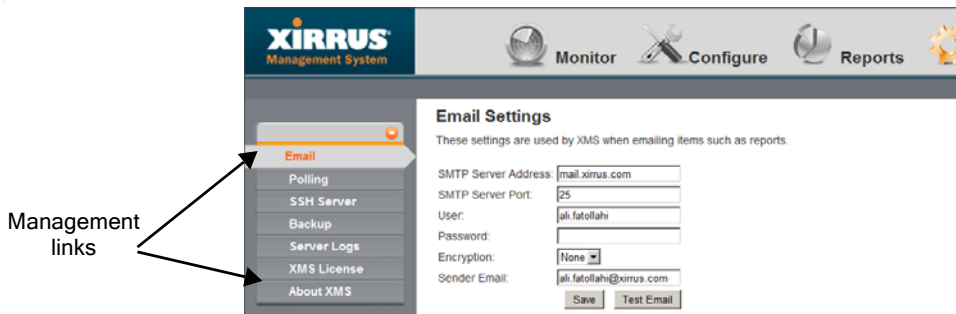 XIRRUS
Management System
Monitor
Configure
Reports
Email Settings
These settings are used by XMS when emailing items such as reports.
Email
Polling
SSH Server
Backup
Server Logs
XMS License
About XMS
SMTP Server Address: mail.xirrus.com
SMTP Server Port: 25
User: ali.fatollahi
Password:
Encryption: None
Sender Email: ali.fatollahi@xirrus.com
Save Test Email
Management
links